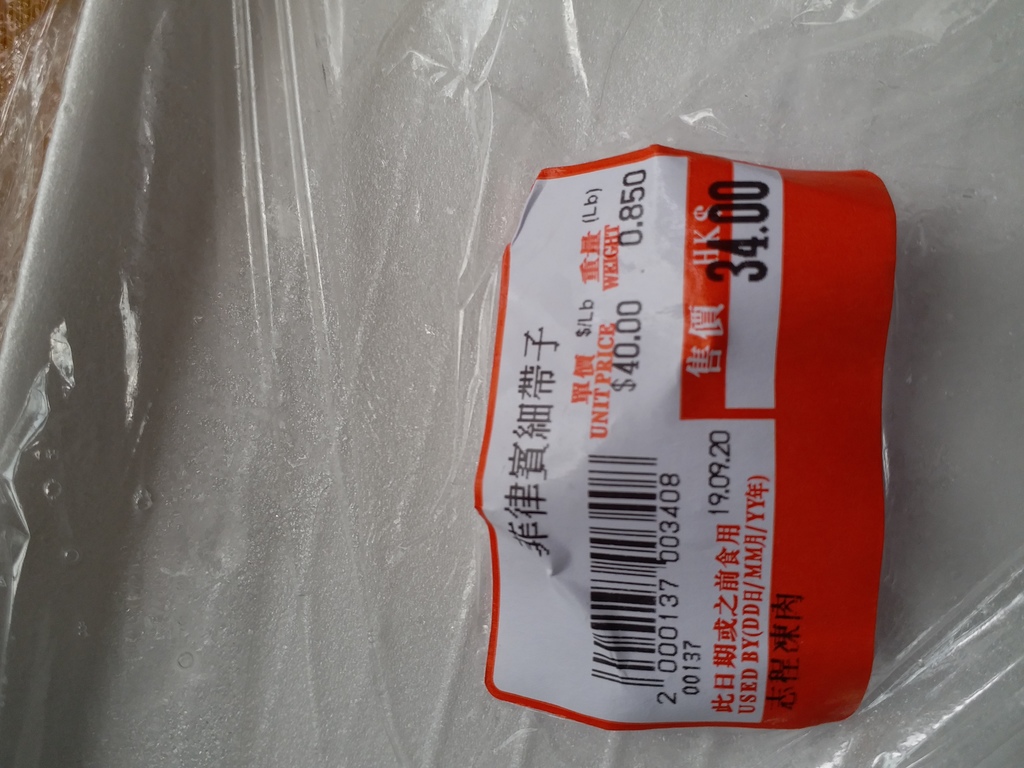 菲律賓細帶子
單價 $/Lb 重量 (Lb)
UNIT PRICE WEIGHT
$40.00 0.850
售價 HK$
34.00
2 000137 003408
00137
此日期或之前食用 19.09.20
USED BY(DD日/MM月/YY年)
志程凍肉